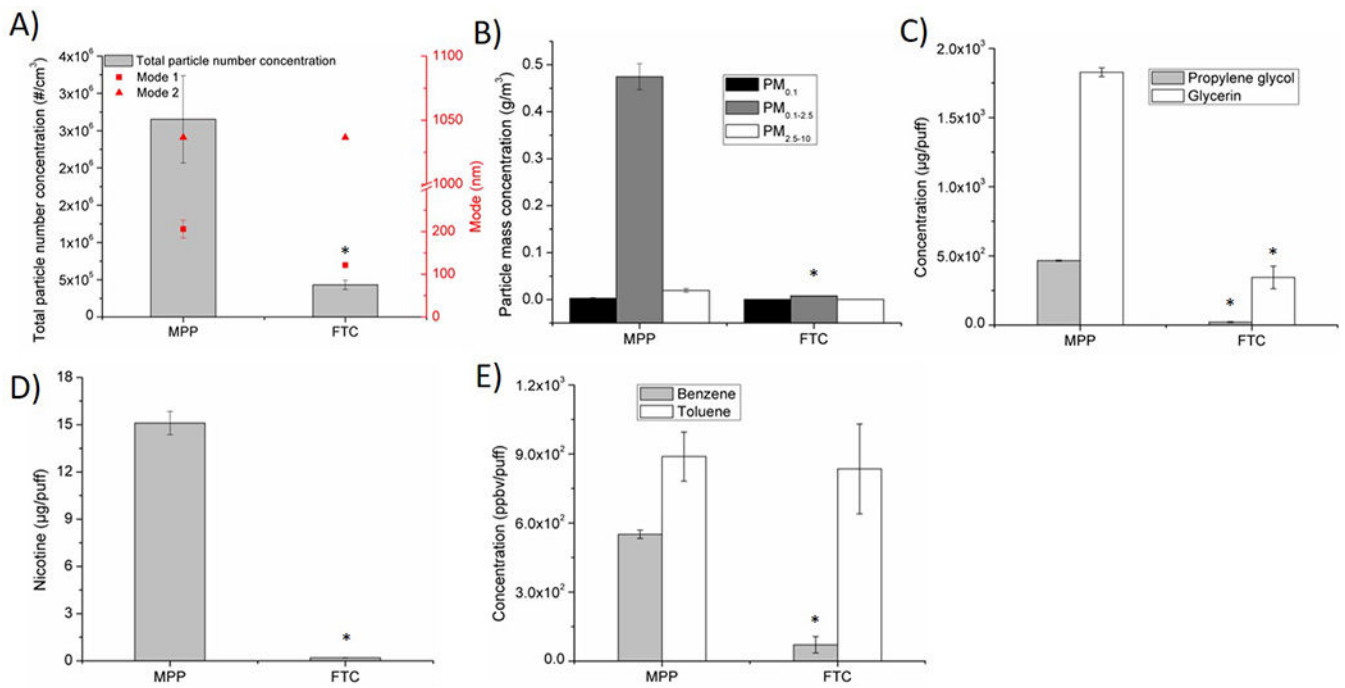 A)
Total particle number concentration (#/cm³)
4x10⁶
3x10⁶
3x10⁶
2x10⁶
2x10⁶
1x10⁶
5x10⁵
0
Total particle number concentration
Mode 1
Mode 2
*
MPP
FTC
1100
1050
1000
200
100
0
Mode (nm)
B)
Particle mass concentration (g/m³)
0.5
0.4
0.3
0.2
0.1
0.0
PM0.1
PM0.1-2.5
PM2.5-10
*
MPP
FTC
C)
Concentration (µg/puff)
2.0x10³
1.5x10³
1.0x10³
5.0x10²
0.0
Propylene glycol
Glycerin
*
*
MPP
FTC
D)
Nicotine (µg/puff)
18
15
12
9
6
3
0
*
MPP
FTC
E)
Concentration (ppbv/puff)
1.2x10³
9.0x10²
6.0x10²
3.0x10²
0.0
Benzene
Toluene
*
MPP
FTC